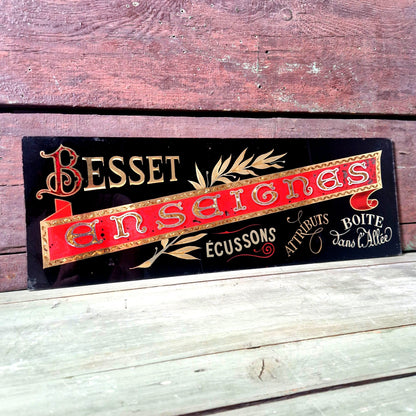 BESSET
ENSEIGNES
ÉCUSSONS
ATTRIBUTS
BOITE
dans l'Allée